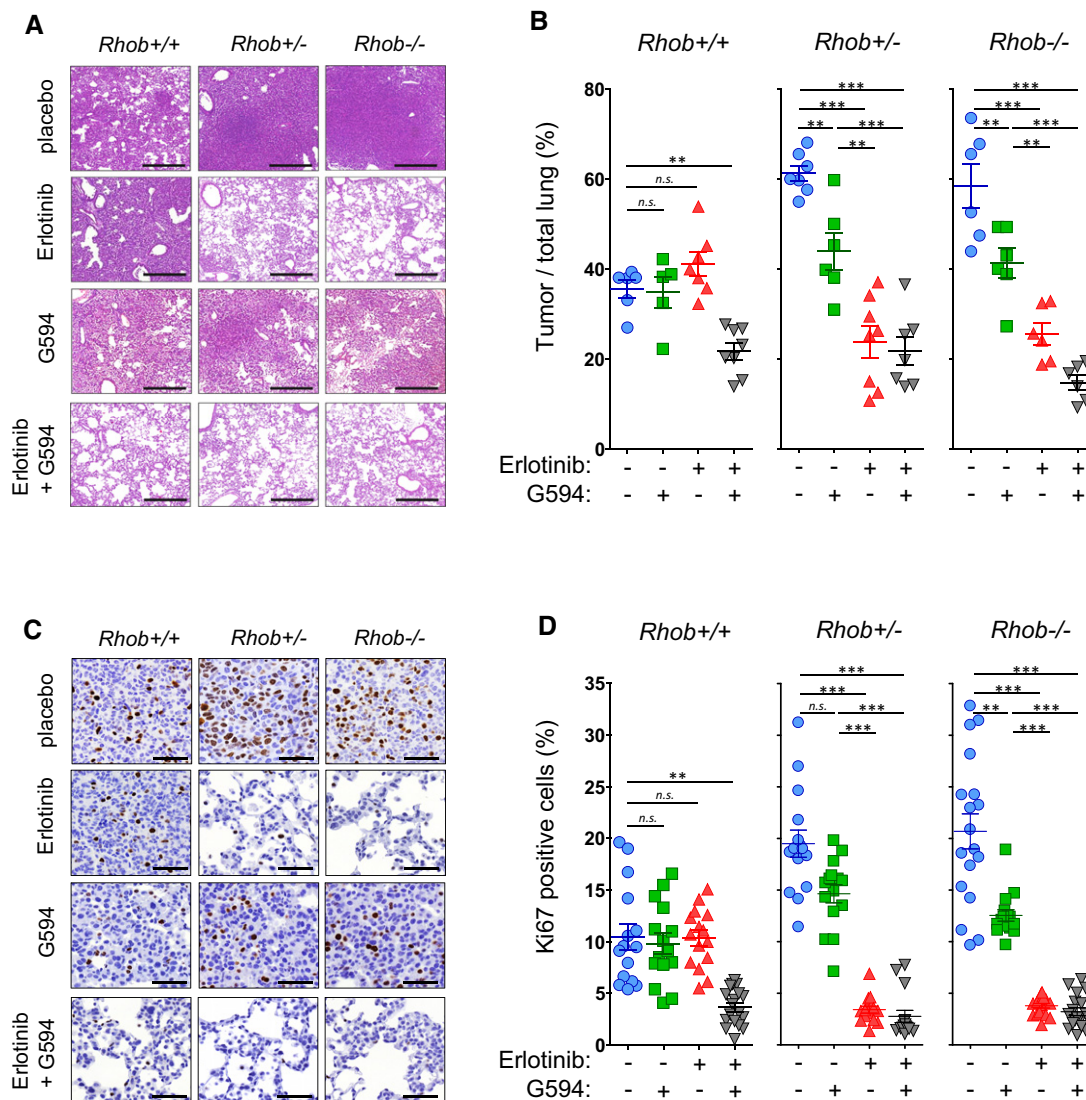 A
Rhob+/+ Rhob+/- Rhob-/-
placebo
Erlotinib
G594
Erlotinib
+ G594
B
Rhob+/+ Rhob+/- Rhob-/-
Tumor / total lung (%)
80
60
40
20
0
**
n.s.
n.s.
***
***
** ***
**
***
***
** ***
**
Erlotinib: - - + + - - + + - - + +
G594: - + - + - + - + - + - +
C
Rhob+/+ Rhob+/- Rhob-/-
placebo
Erlotinib
G594
Erlotinib
+ G594
D
Rhob+/+ Rhob+/- Rhob-/-
Ki67 positive cells (%)
35
30
25
20
15
10
5
0
**
n.s.
n.s.
***
***
n.s. ***
***
***
***
** ***
***
Erlotinib: - - + + - - + + - - + +
G594: - + - + - + - + - + - +